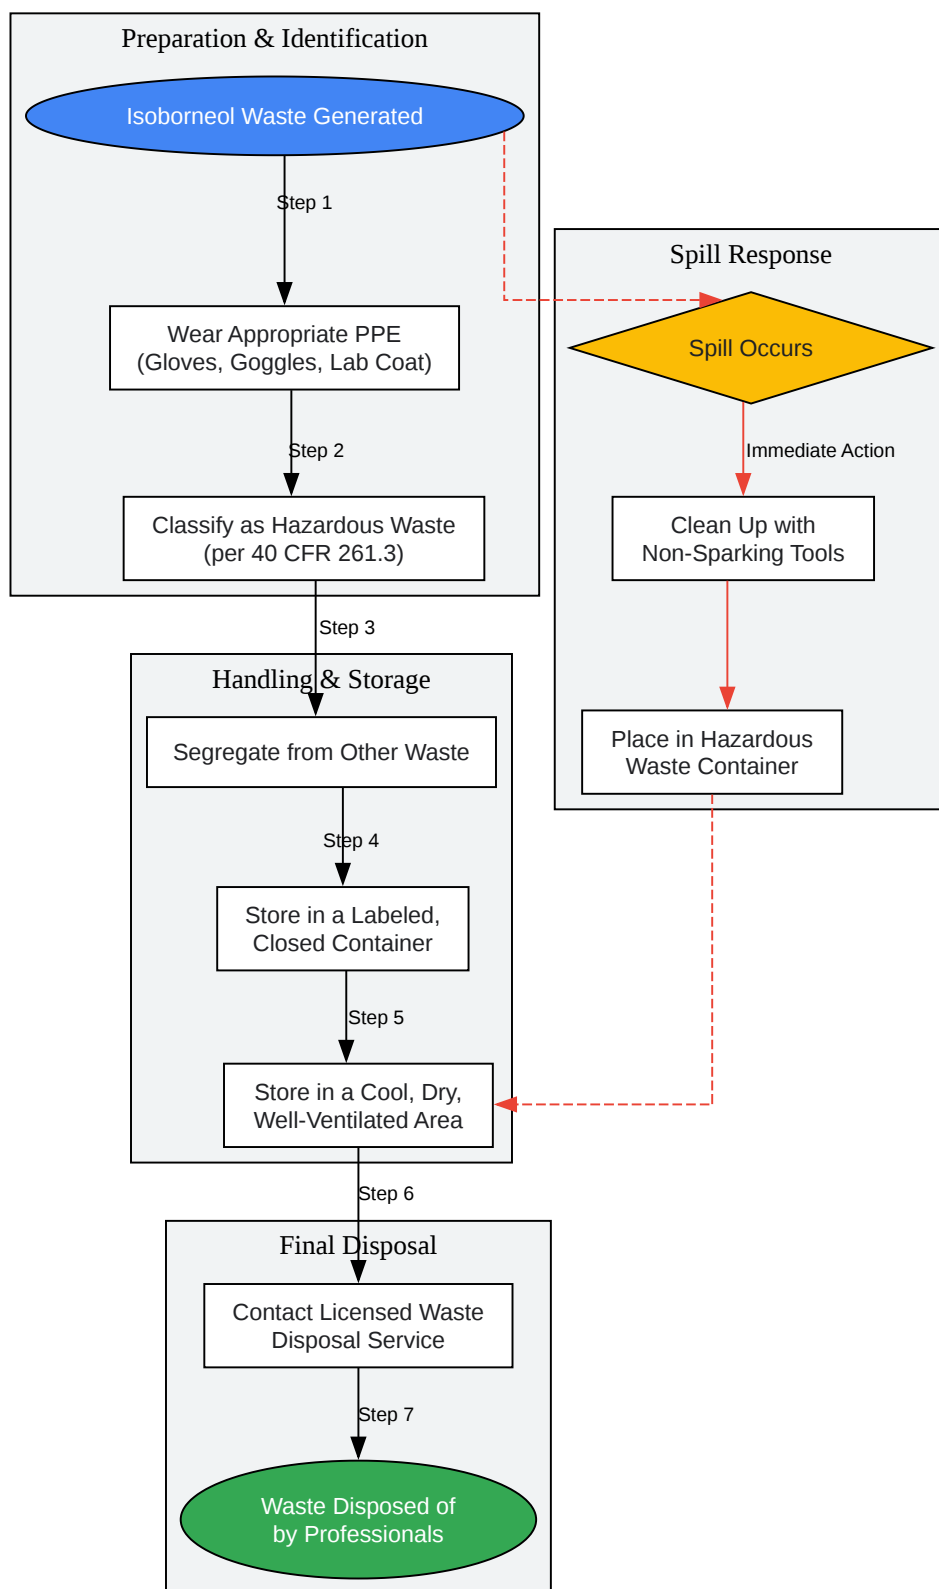 Preparation & Identification
Isoborneol Waste Generated
Step 1
Wear Appropriate PPE
(Gloves, Goggles, Lab Coat)
Step 2
Classify as Hazardous Waste
(per 40 CFR 261.3)
Step 3
Handling & Storage
Segregate from Other Waste
Step 4
Store in a Labeled,
Closed Container
Step 5
Store in a Cool, Dry,
Well-Ventilated Area
Step 6
Final Disposal
Contact Licensed Waste
Disposal Service
Step 7
Waste Disposed of
by Professionals
Spill Response
Spill Occurs
Immediate Action
Clean Up with
Non-Sparking Tools
Place in Hazardous
Waste Container